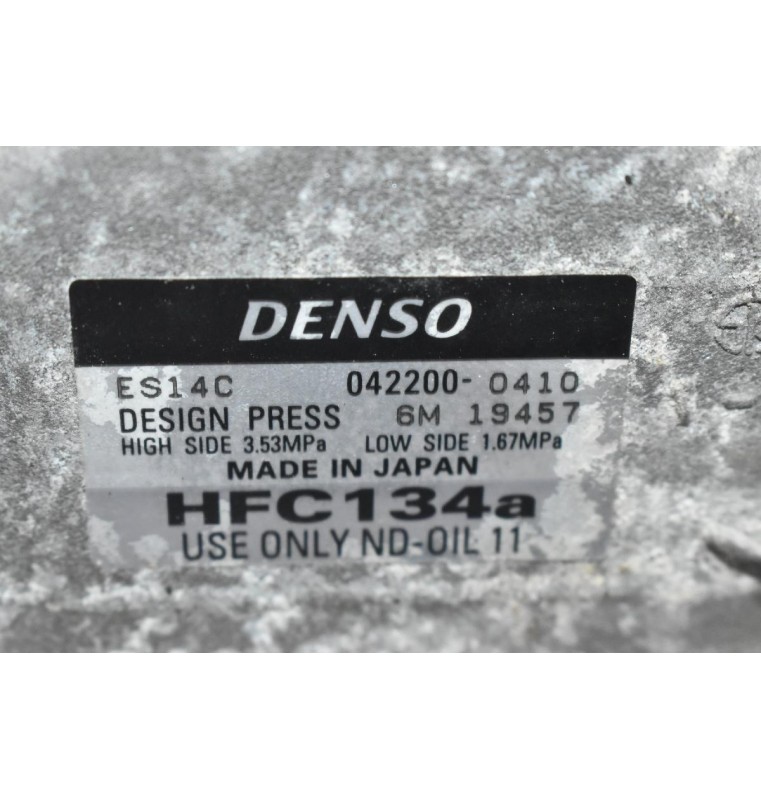 DENSO
ES14C 042200- 0410
DESIGN PRESS 6M 19457
HIGH SIDE 3.53MPa LOW SIDE 1.67MPa
MADE IN JAPAN
HFC134a
USE ONLY ND-OIL 11